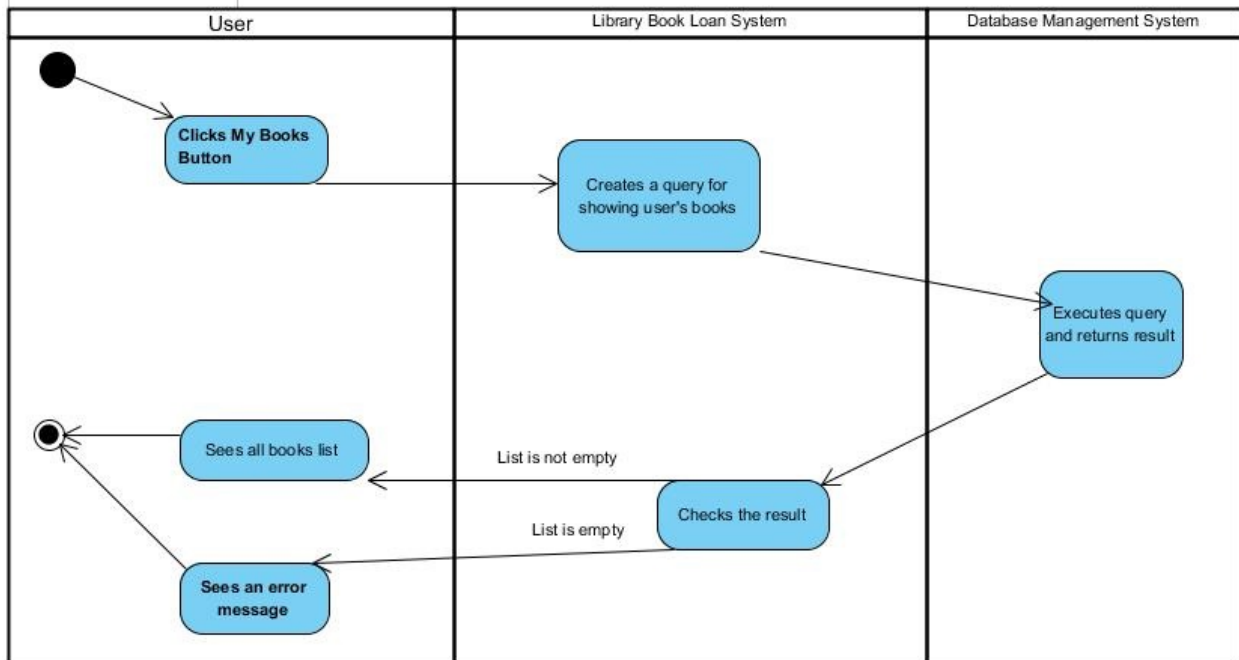 User
Library Book Loan System
Database Management System
Clicks My Books
Button
Creates a query for
showing user's books
Executes query
and returns result
Sees all books list
List is not empty
Checks the result
List is empty
Sees an error
message